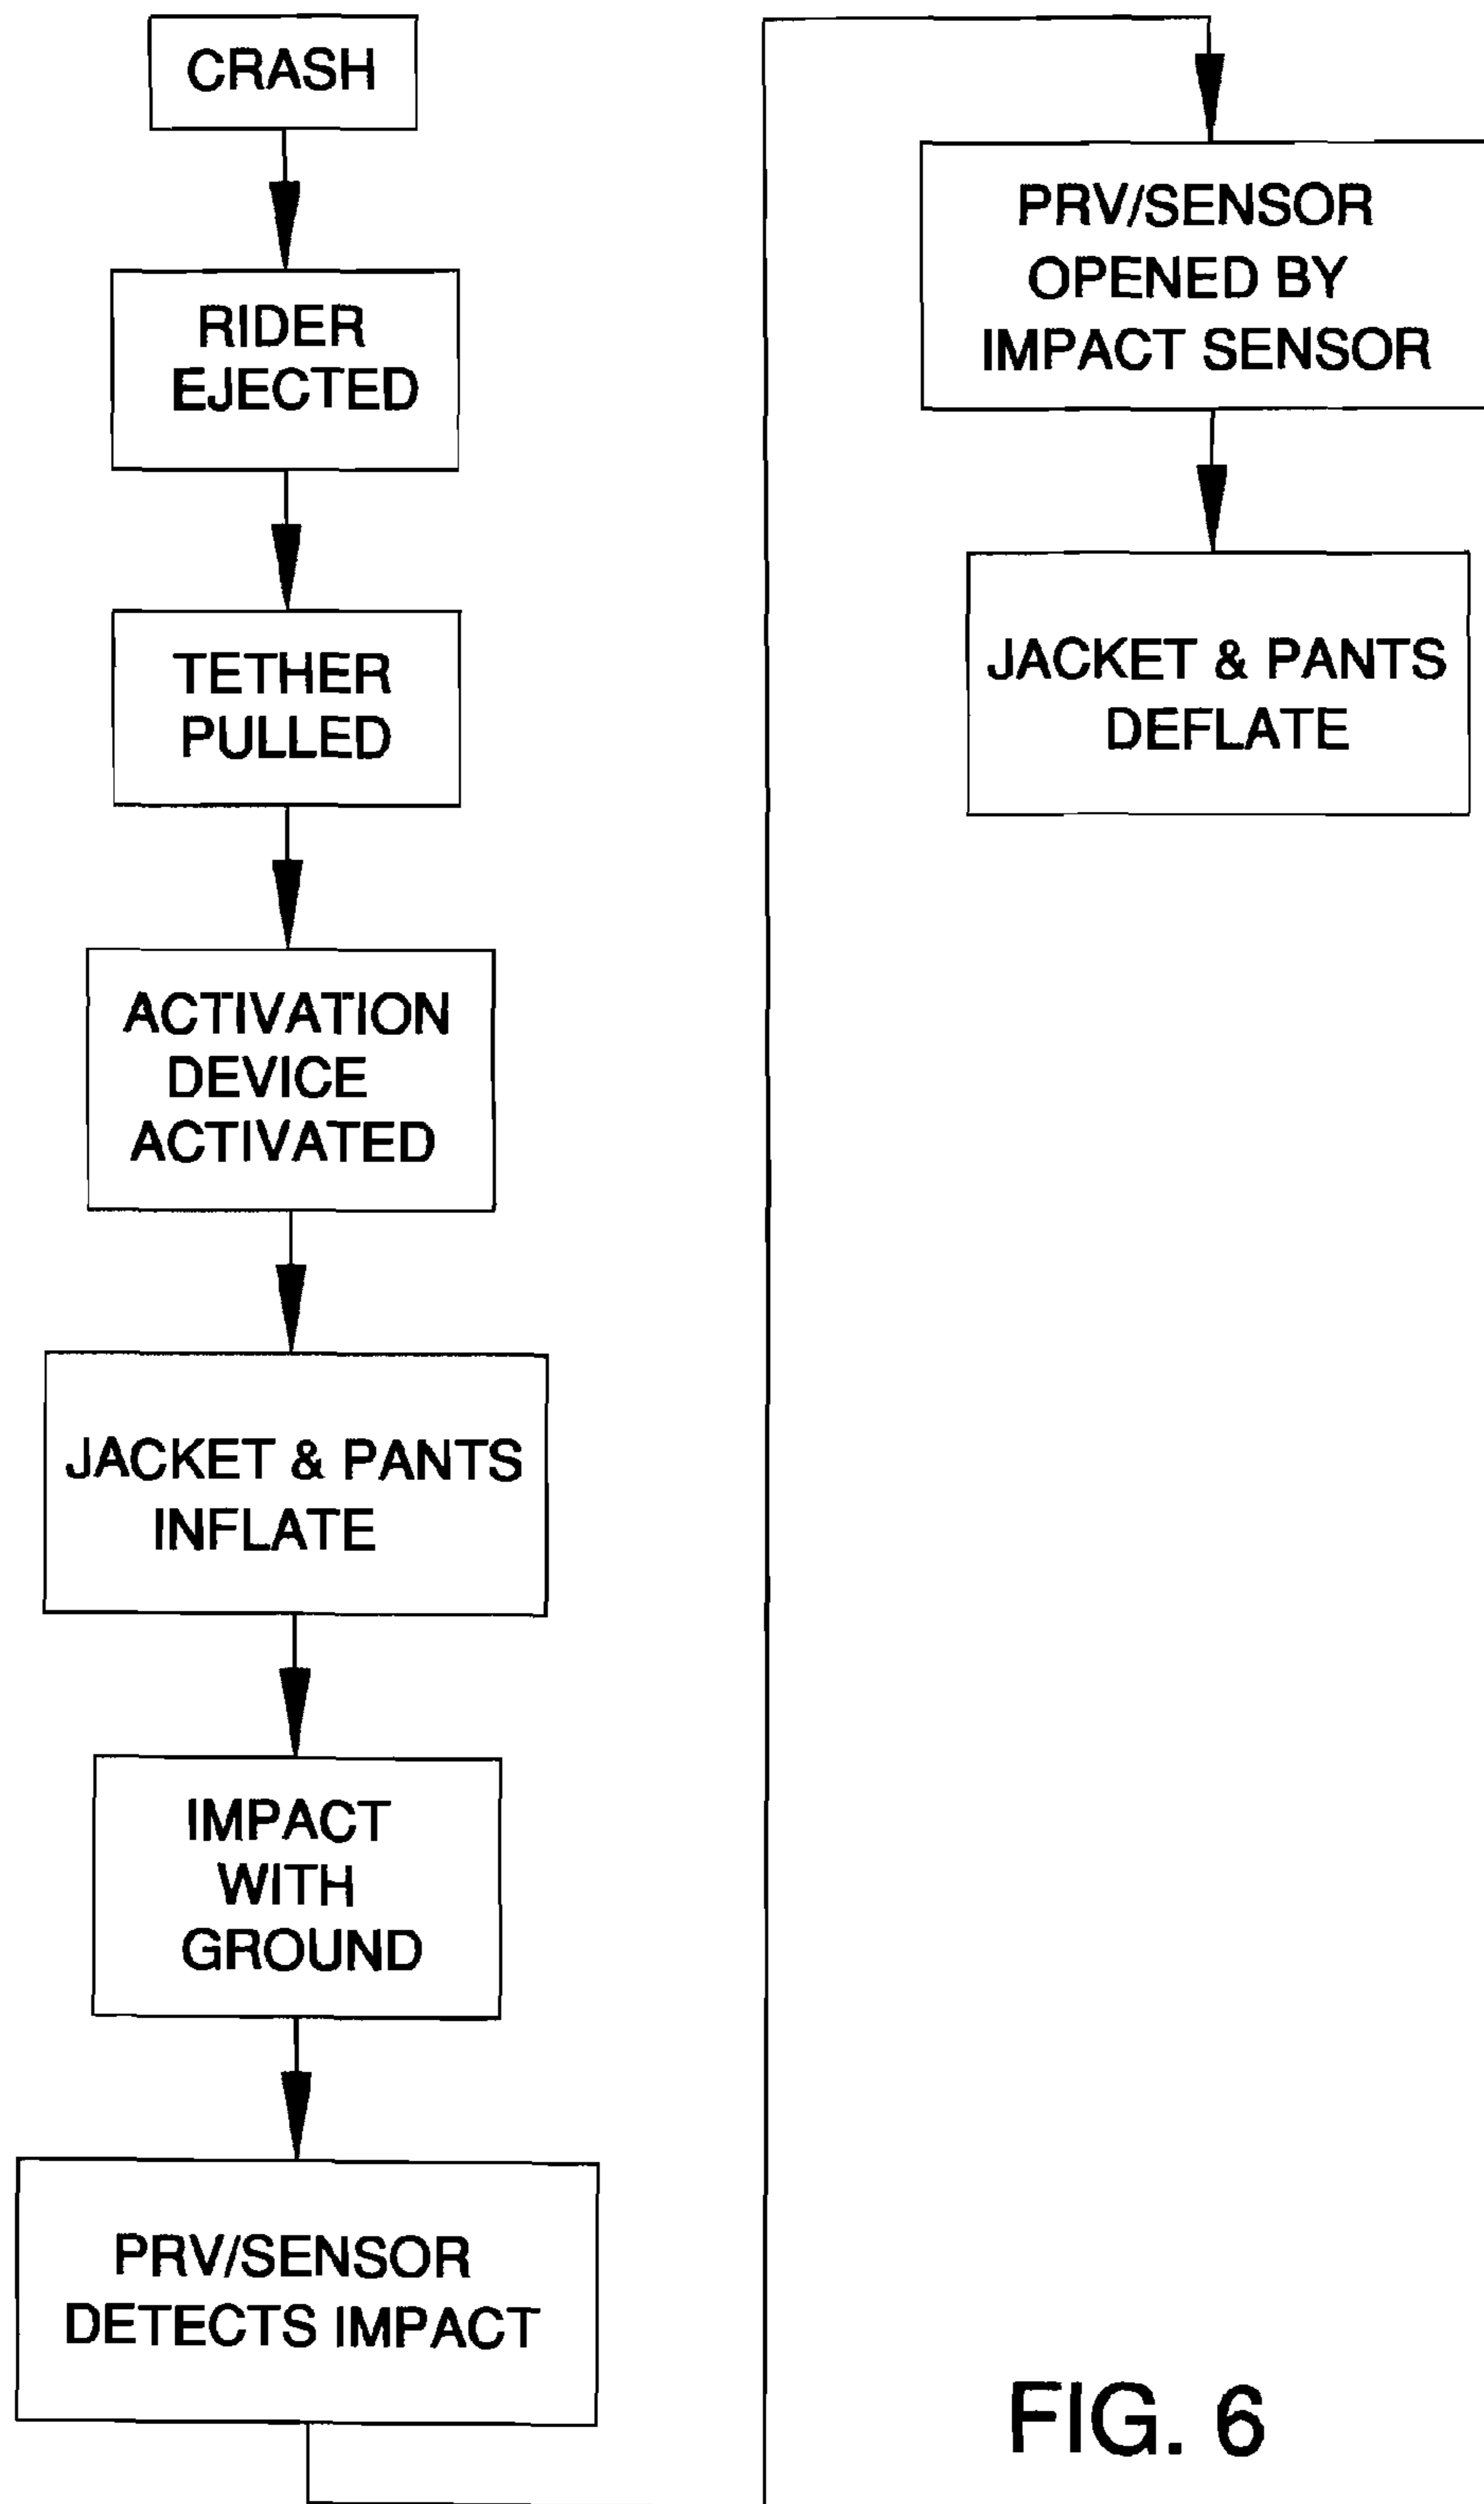 CRASH
RIDER
EJECTED
TETHER
PULLED
ACTIVATION
DEVICE
ACTIVATED
JACKET & PANTS
INFLATE
IMPACT
WITH
GROUND
PRV/SENSOR
DETECTS IMPACT
PRV/SENSOR
OPENED BY
IMPACT SENSOR
JACKET & PANTS
DEFLATE
FIG. 6